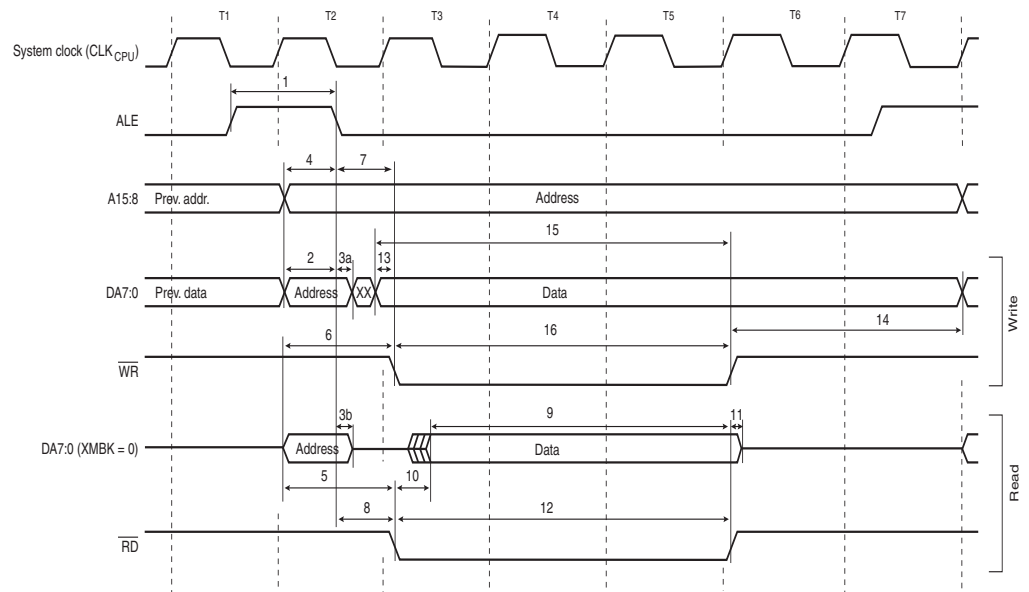 T1 T2 T3 T4 T5 T6 T7
System clock (CLKCPU)
1
ALE
4 7
A15:8 Prev. addr. Address
15
2 3a 13
DA7:0 Prev. data Address XX Data
14
6 16
WR
Write
3b 9 11
DA7:0 (XMBK = 0) Address Data
5 10
8 12
RD
Read